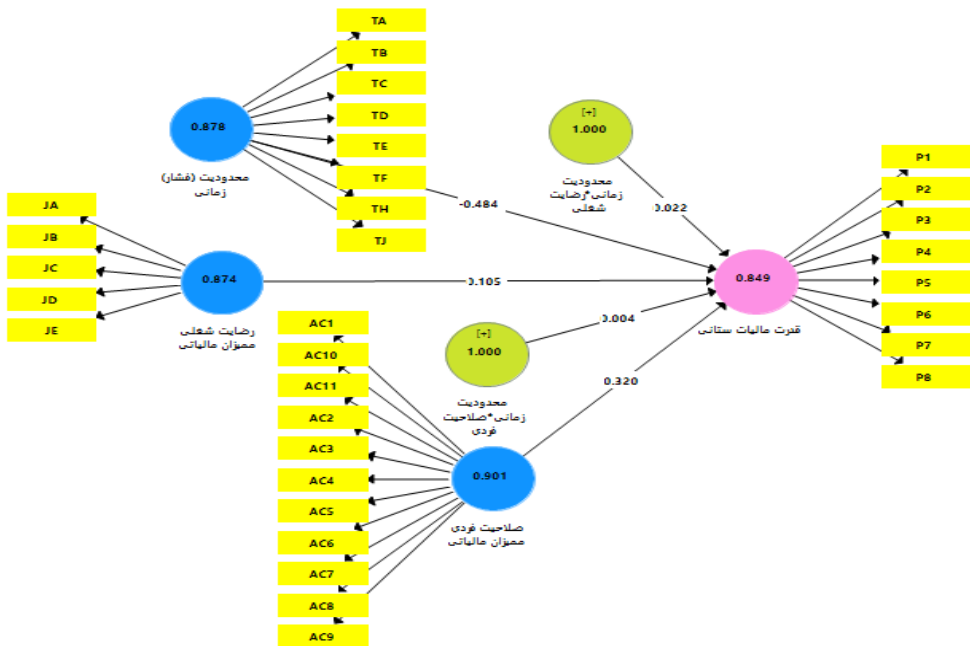 TA
TB
TC
TD
TE
TF
TH
TJ
0.878
محدودیت (فشار)
زمانی
[+]
1.000
محدودیت
زمانی*رضایت
شغلی
-0.484
0.022
P1
P2
P3
P4
P5
P6
P7
P8
0.849
قدرت مالیات ستانی
JA
JB
JC
JD
JE
0.874
رضایت شغلی
ممیزان مالیاتی
0.105
0.004
0.320
[+]
1.000
محدودیت
زمانی*صلاحیت
فردی
AC1
AC10
AC11
AC2
AC3
AC4
AC5
AC6
AC7
AC8
AC9
0.901
صلاحیت فردی
ممیزان مالیاتی